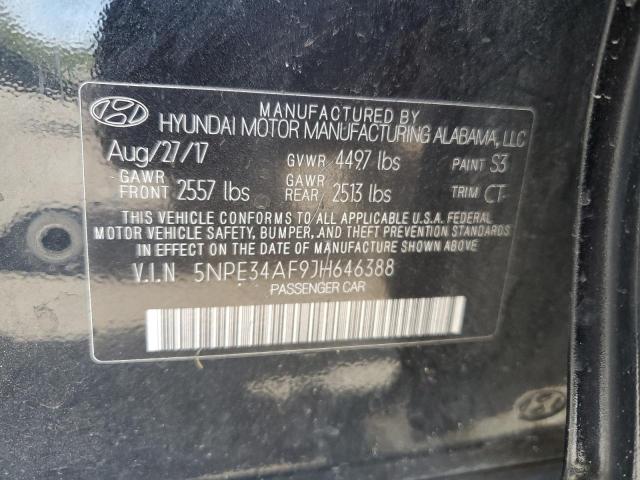 MANUFACTURED BY
HYUNDAI MOTOR MANUFACTURING ALABAMA, LLC
Aug/27/17 GVWR 4497 lbs PAINT S3
GAWR FRONT 2557 lbs GAWR REAR 2513 lbs TRIM CT
THIS VEHICLE CONFORMS TO ALL APPLICABLE U.S.A. FEDERAL
MOTOR VEHICLE SAFETY, BUMPER, AND THEFT PREVENTION STANDARDS
IN EFFECT ON THE DATE OF MANUFACTURE SHOWN ABOVE.
V.I.N 5NPE34AF9JH646388
PASSENGER CAR